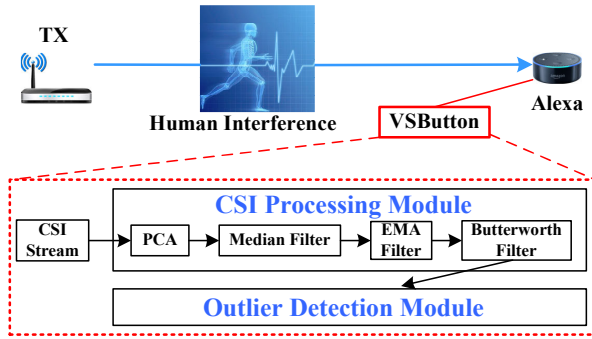 TX
Human Interference
Alexa
VSButton
CSI Processing Module
CSI
Stream
PCA
Median Filter
EMA
Filter
Butterworth
Filter
Outlier Detection Module